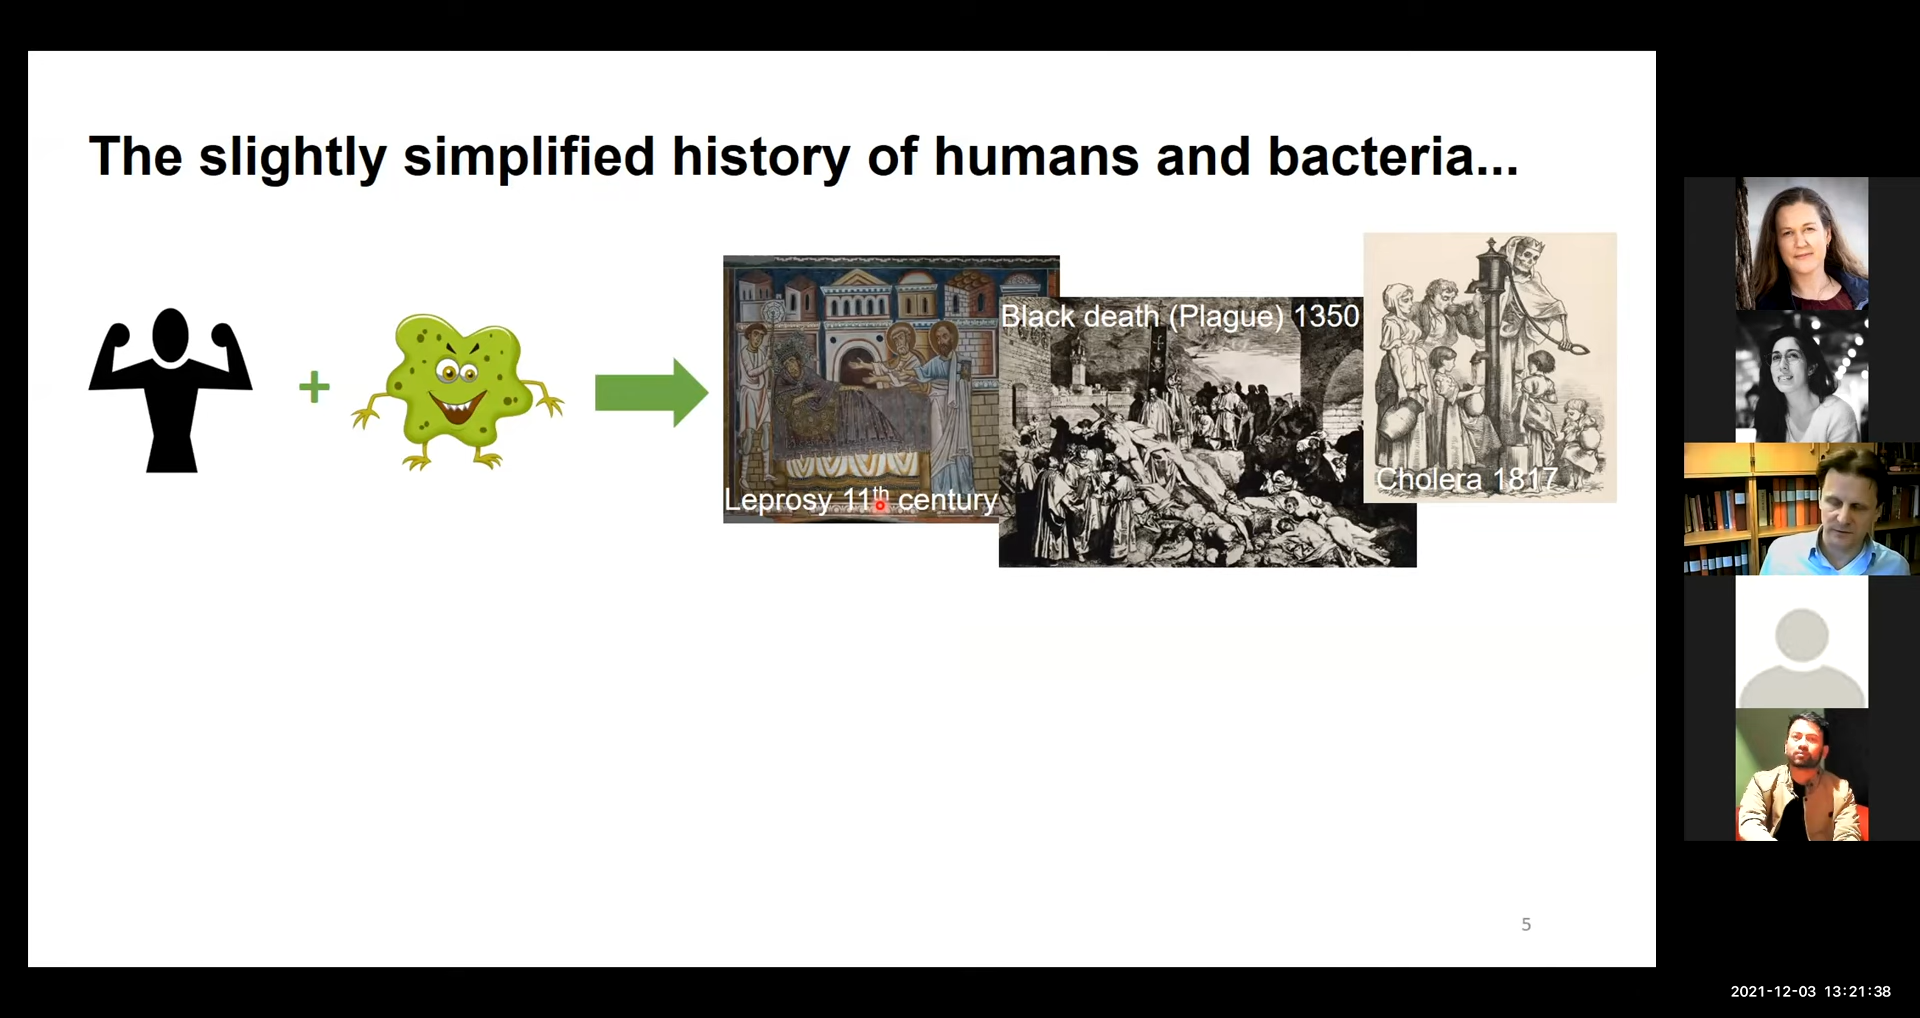 The slightly simplified history of humans and bacteria...
Black death (Plague) 1350
Cholera 1817
Leprosy 11th century
5
2021-12-03 13:21:38